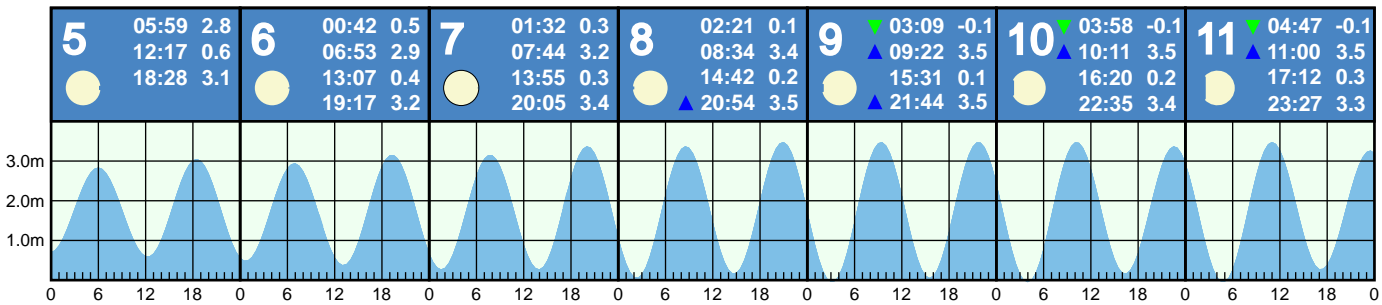 5
05:59 2.8
12:17 0.6
18:28 3.1
6
00:42 0.5
06:53 2.9
13:07 0.4
19:17 3.2
7
01:32 0.3
07:44 3.2
13:55 0.3
20:05 3.4
8
02:21 0.1
08:34 3.4
14:42 0.2
▲ 20:54 3.5
9
▼ 03:09 -0.1
▲ 09:22 3.5
15:31 0.1
▲ 21:44 3.5
10
▼ 03:58 -0.1
▲ 10:11 3.5
16:20 0.2
22:35 3.4
11
▼ 04:47 -0.1
▲ 11:00 3.5
17:12 0.3
23:27 3.3
3.0m
2.0m
1.0m
0 6 12 18 0 6 12 18 0 6 12 18 0 6 12 18 0 6 12 18 0 6 12 18 0 6 12 18 0